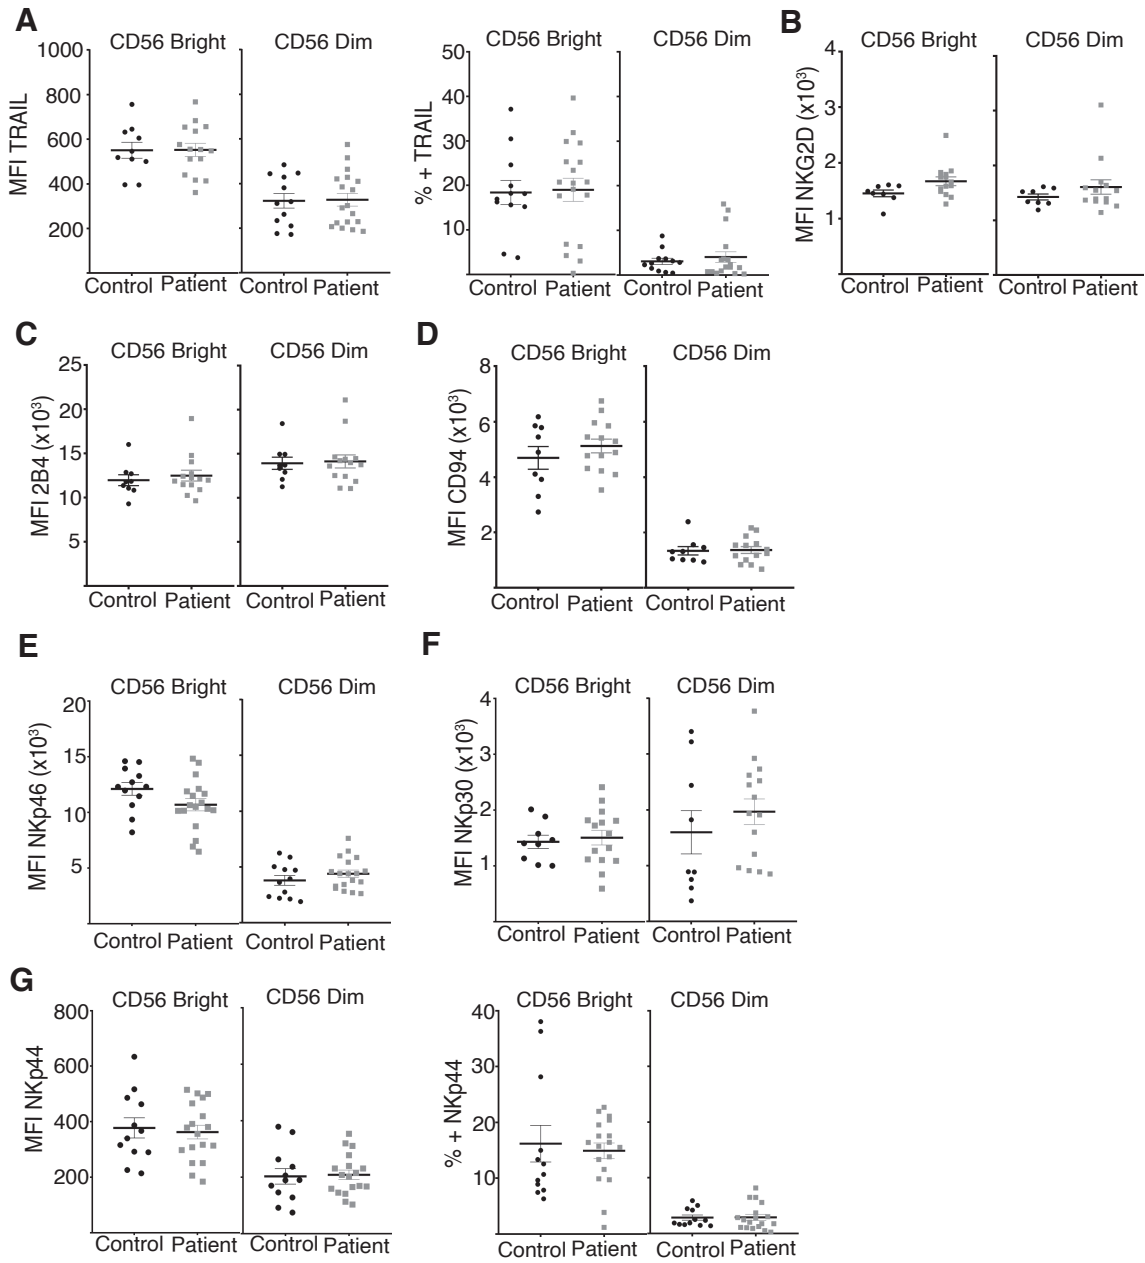 A
CD56 Bright CD56 Dim
MFI TRAIL
1000
800
600
400
200
Control Patient Control Patient
CD56 Bright CD56 Dim
% + TRAIL
50
40
30
20
10
Control Patient Control Patient
B
CD56 Bright CD56 Dim
MFI NKG2D (x10³)
4
3
2
1
Control Patient Control Patient
C
CD56 Bright CD56 Dim
MFI 2B4 (x10³)
25
20
15
10
5
Control Patient Control Patient
D
CD56 Bright CD56 Dim
MFI CD94 (x10³)
8
6
4
2
Control Patient Control Patient
E
CD56 Bright CD56 Dim
MFI NKp46 (x10³)
20
15
10
5
Control Patient Control Patient
F
CD56 Bright CD56 Dim
MFI NKp30 (x10³)
4
3
2
1
Control Patient Control Patient
G
CD56 Bright CD56 Dim
MFI NKp44
800
600
400
200
Control Patient Control Patient
CD56 Bright CD56 Dim
% + NKp44
40
30
20
10
Control Patient Control Patient